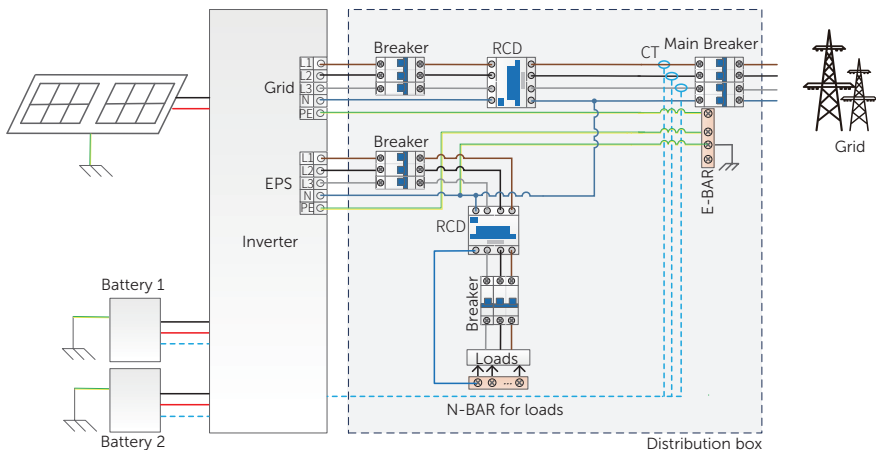 Breaker
RCD
CT
Main Breaker
Grid
L1
L2
L3
N
PE
Grid
Breaker
EPS
L1
L2
L3
N
PE
E-BAR
RCD
Inverter
Battery 1
Breaker
Loads
...
N-BAR for loads
Battery 2
Distribution box